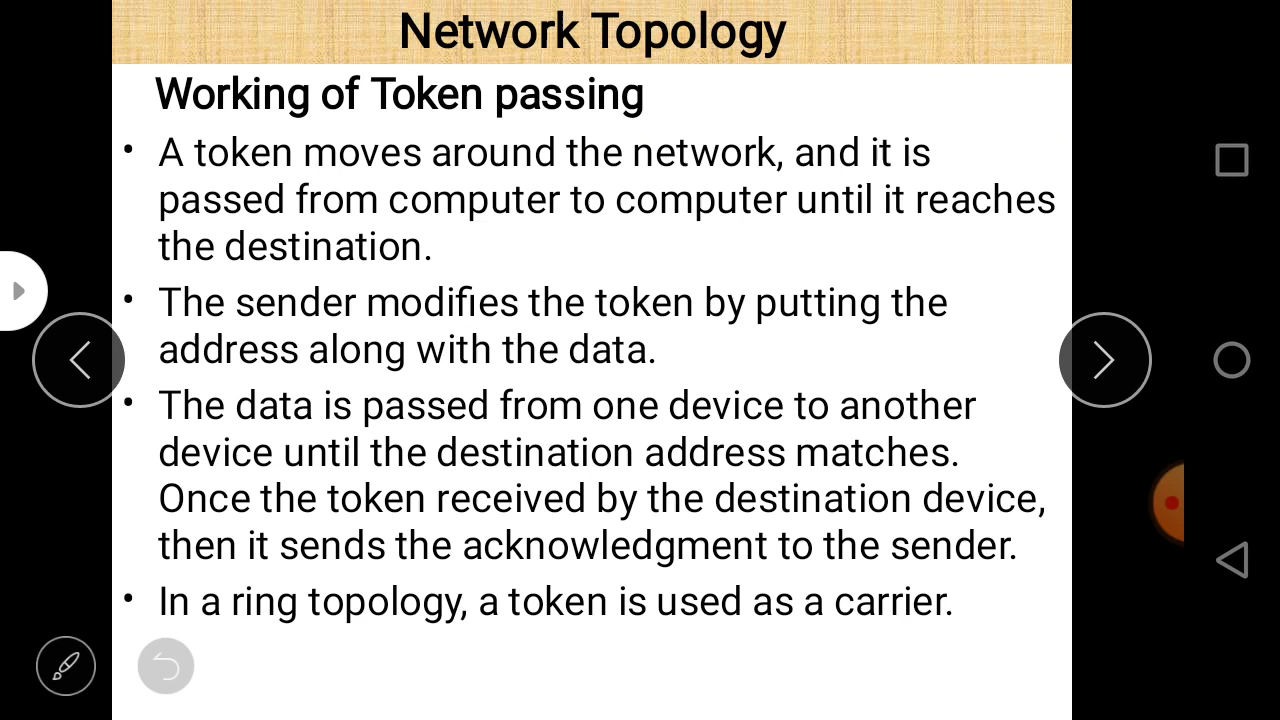 Network Topology
Working of Token passing
• A token moves around the network, and it is
passed from computer to computer until it reaches
the destination.
• The sender modifies the token by putting the
address along with the data.
• The data is passed from one device to another
device until the destination address matches.
Once the token received by the destination device,
then it sends the acknowledgment to the sender.
• In a ring topology, a token is used as a carrier.